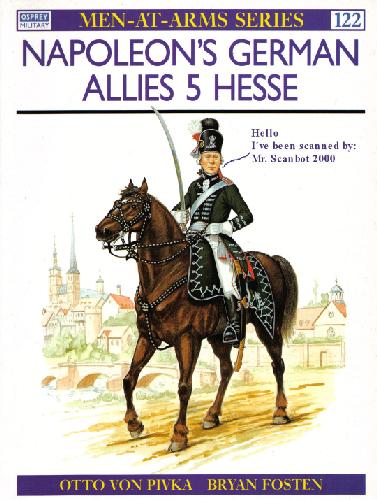 OSPREY
MILITARY
MEN-AT-ARMS SERIES
122
NAPOLEON'S GERMAN
ALLIES 5 HESSE
Hello
I've been scanned by:
Mr. Scanbot 2000
OTTO VON PIVKA   BRYAN FOSTEN